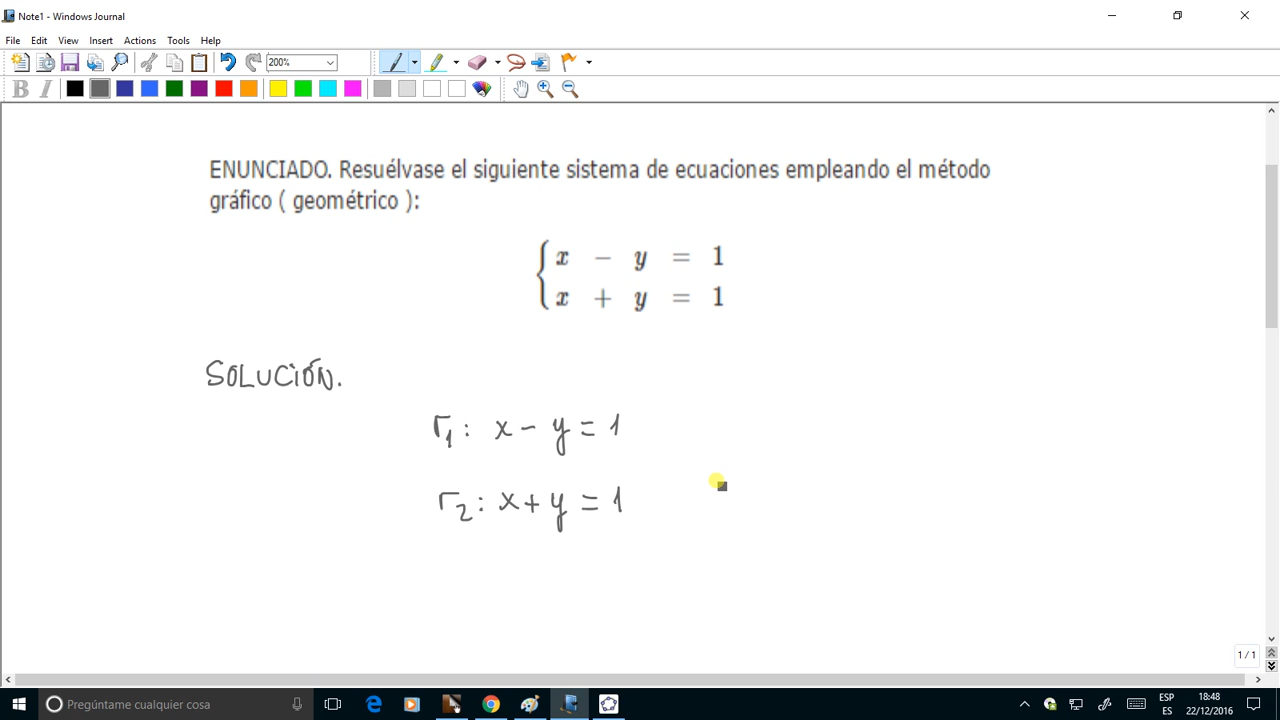 Note1 - Windows Journal
File Edit View Insert Actions Tools Help
200%
B I
ENUNCIADO. Resuélvase el siguiente sistema de ecuaciones empleando el método
gráfico ( geométrico ):
x - y = 1
x + y = 1
SOLUCIÓN.
r1: x - y = 1
r2: x + y = 1
1 / 1
Pregúntame cualquier cosa
ESP
ES
18:48
22/12/2016